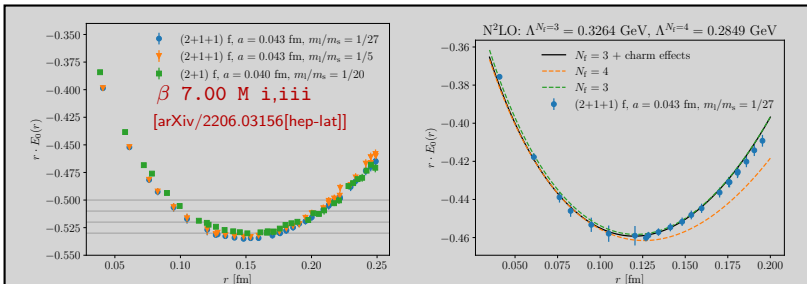 (2+1+1) f, a = 0.043 fm, m_l/m_s = 1/27
(2+1+1) f, a = 0.043 fm, m_l/m_s = 1/5
(2+1) f, a = 0.040 fm, m_l/m_s = 1/20
β 7.00 M i,iii
[arXiv/2206.03156[hep-lat]]
r · E_0(r)
−0.350
−0.375
−0.400
−0.425
−0.450
−0.475
−0.500
−0.525
−0.550
0.05
0.10
0.15
0.20
0.25
r [fm]
N²LO: Λ^{N_f=3} = 0.3264 GeV, Λ^{N_f=4} = 0.2849 GeV
N_f = 3 + charm effects
N_f = 4
N_f = 3
(2+1+1) f, a = 0.043 fm, m_l/m_s = 1/27
r · E_0(r)
−0.36
−0.38
−0.40
−0.42
−0.44
−0.46
0.050
0.075
0.100
0.125
0.150
0.175
0.200
r [fm]